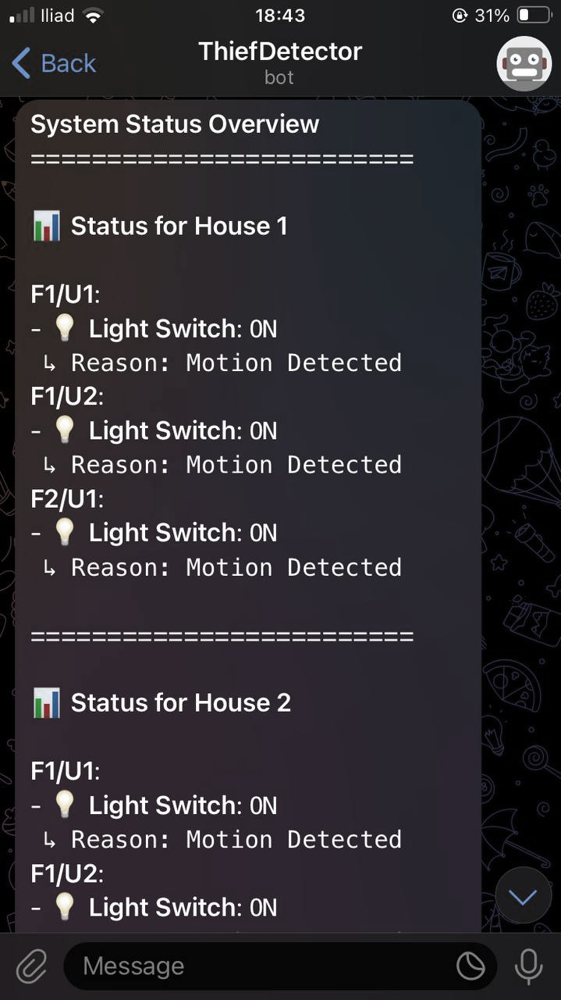 Iliad 18:43 31%
Back
ThiefDetector
bot
System Status Overview
=========================
📊 Status for House 1
F1/U1:
- 💡 Light Switch: ON
↳ Reason: Motion Detected
F1/U2:
- 💡 Light Switch: ON
↳ Reason: Motion Detected
F2/U1:
- 💡 Light Switch: ON
↳ Reason: Motion Detected
=========================
📊 Status for House 2
F1/U1:
- 💡 Light Switch: ON
↳ Reason: Motion Detected
F1/U2:
- 💡 Light Switch: ON
Message